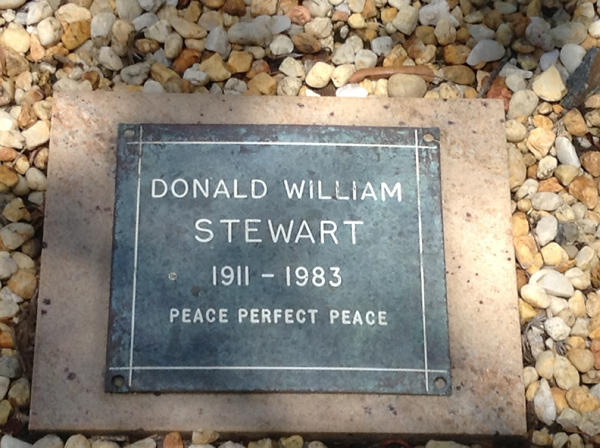 DONALD WILLIAM
STEWART
1911 - 1983
PEACE PERFECT PEACE